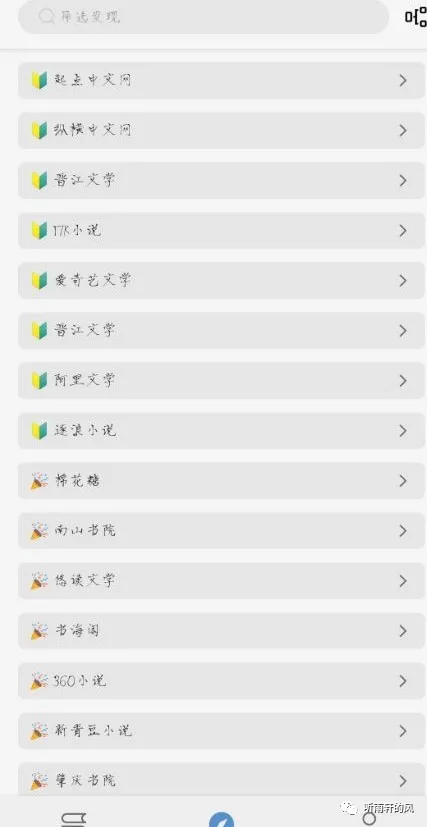 筛选发现
起点中文网
纵横中文网
晋江文学
17K小说
爱奇艺文学
晋江文学
阿里文学
逐浪小说
棉花糖
南山书院
悠读文学
书海阁
360小说
新青豆小说
肇庆书院
听雨轩的风